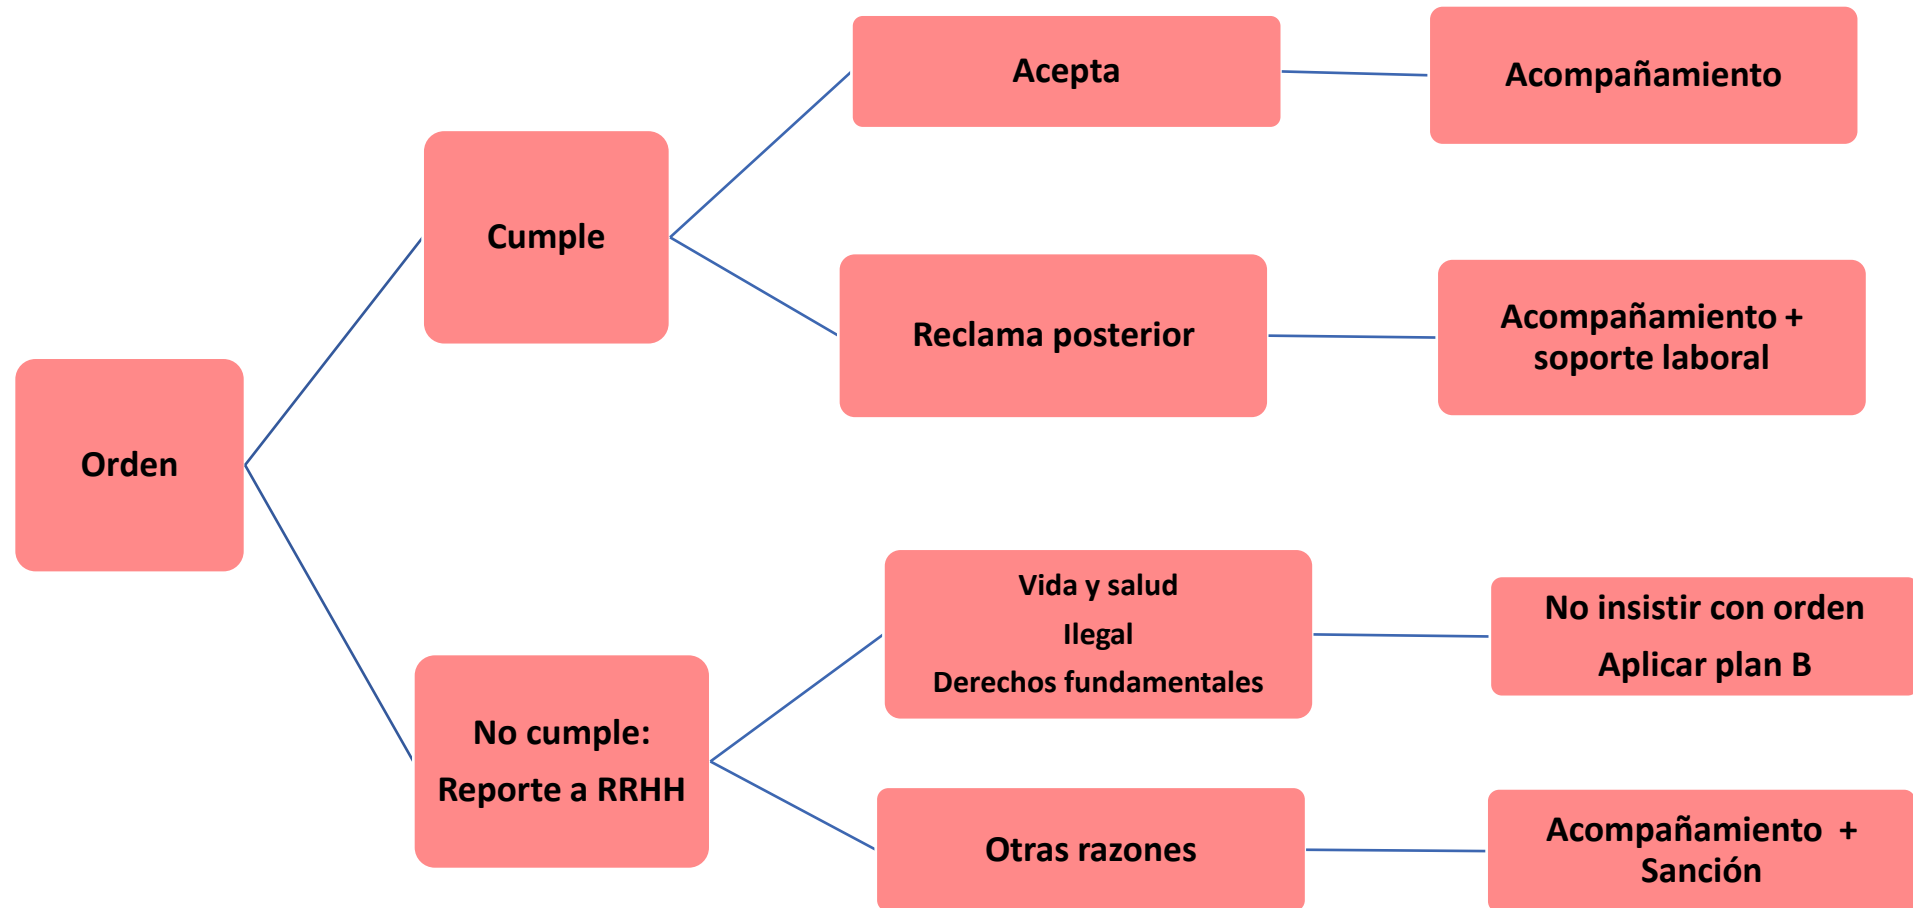 Orden
Cumple
Acepta
Acompañamiento
Reclama posterior
Acompañamiento +
soporte laboral
No cumple:
Reporte a RRHH
Vida y salud
Ilegal
Derechos fundamentales
No insistir con orden
Aplicar plan B
Otras razones
Acompañamiento +
Sanción